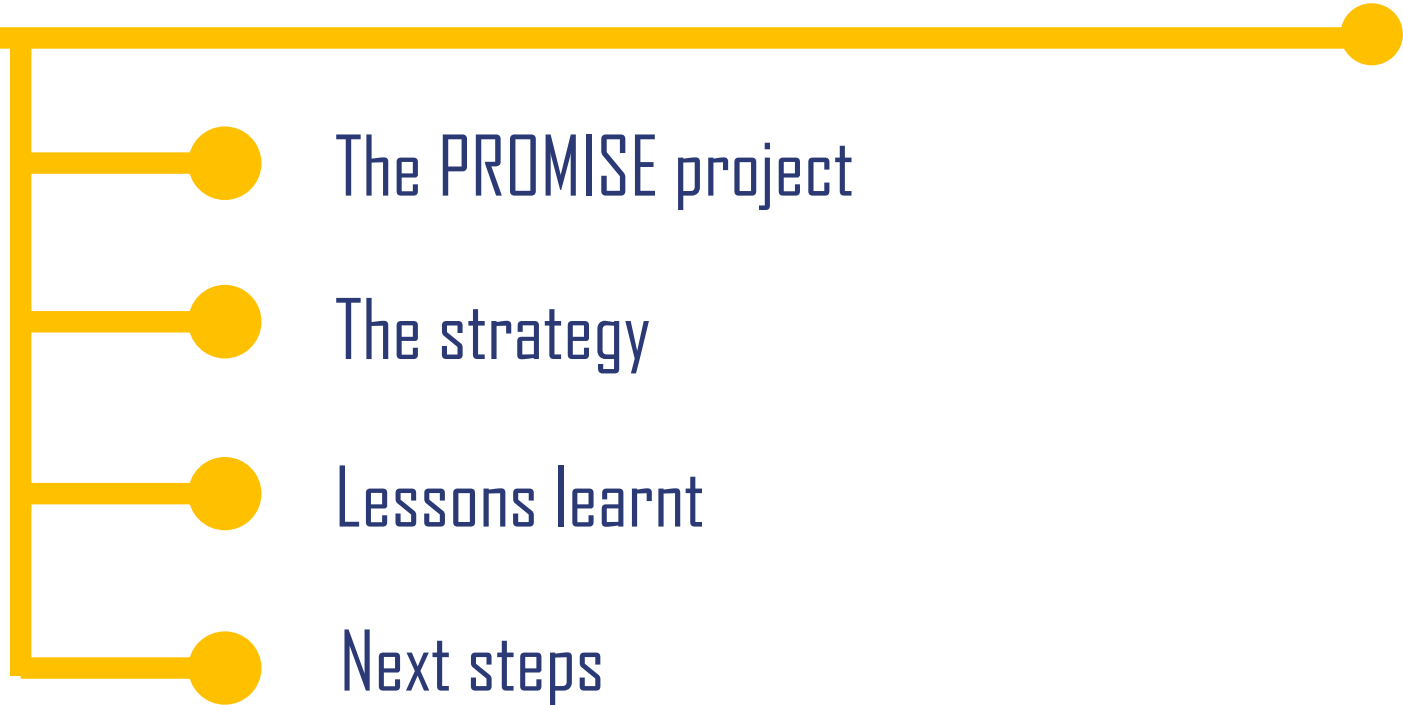 The PROMISE project
The strategy
Lessons learnt
Next steps